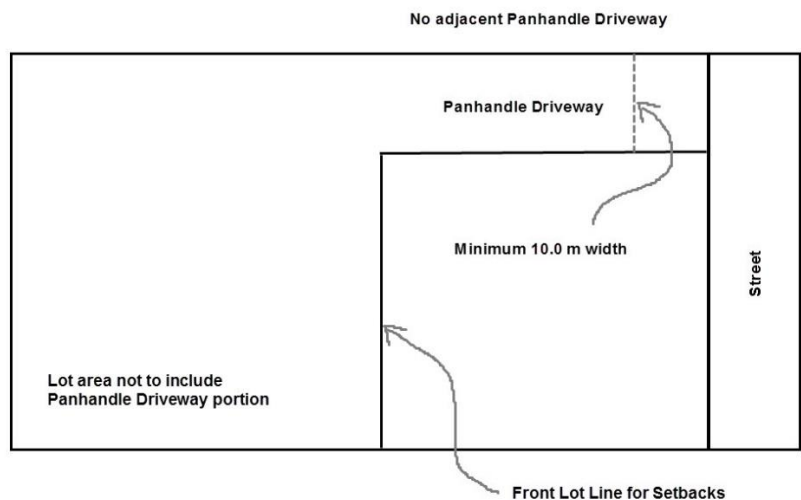 No adjacent Panhandle Driveway
Panhandle Driveway
Minimum 10.0 m width
Street
Lot area not to include
Panhandle Driveway portion
Front Lot Line for Setbacks